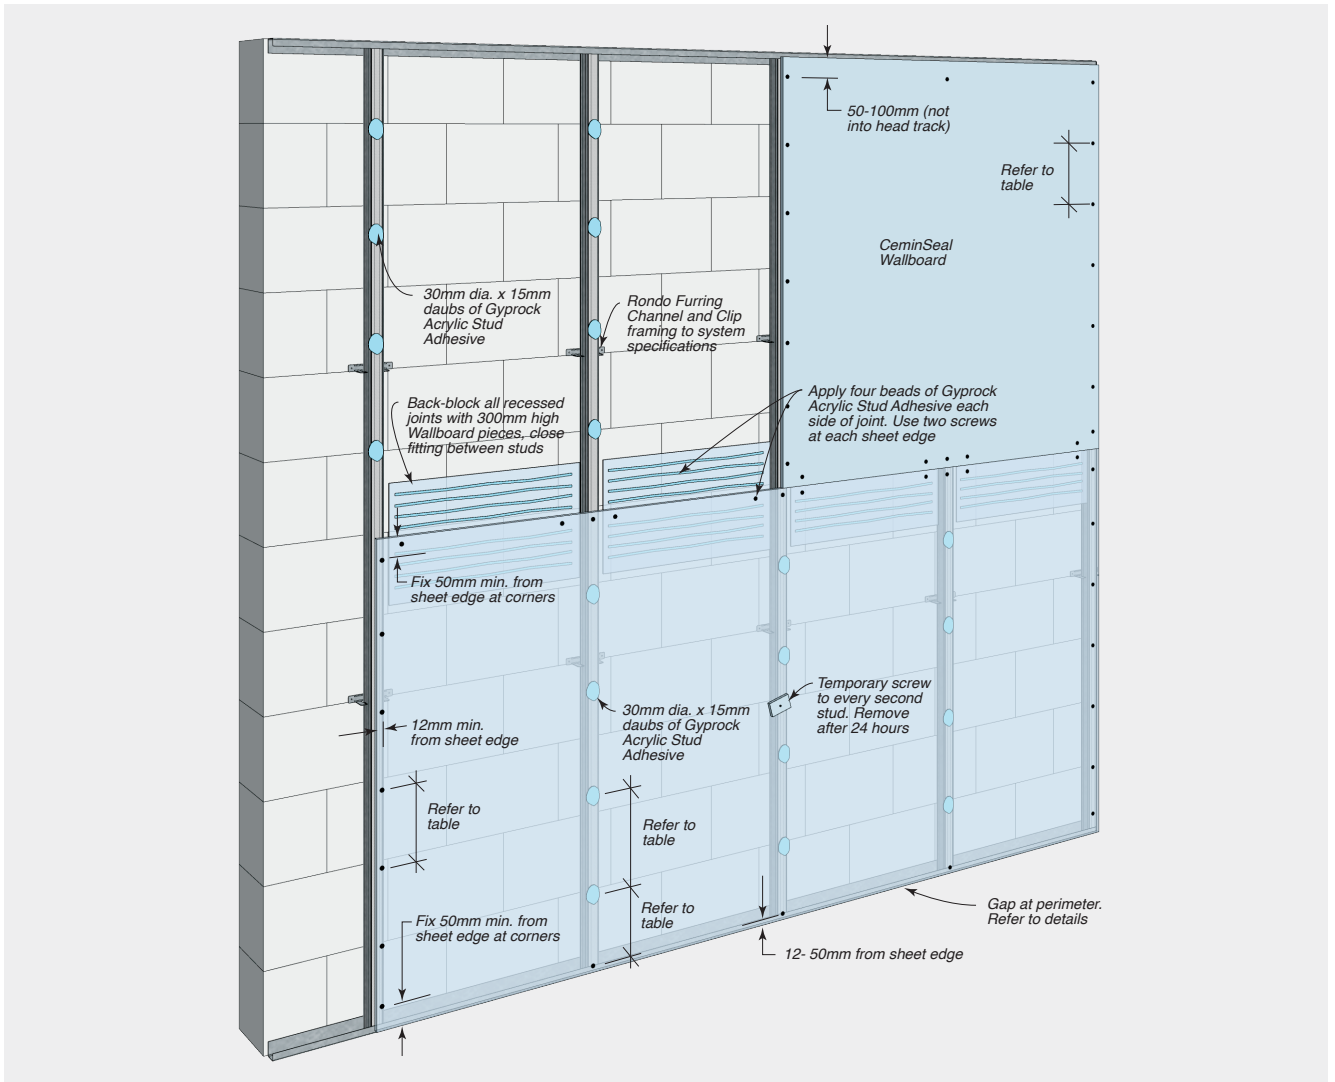 50-100mm (not
into head track)
Refer to
table
CeminSeal
Wallboard
30mm dia. x 15mm
daubs of Gyprock
Acrylic Stud
Adhesive
Rondo Furring
Channel and Clip
framing to system
specifications
Back-block all recessed
joints with 300mm high
Wallboard pieces, close
fitting between studs
Apply four beads of Gyprock
Acrylic Stud Adhesive each
side of joint. Use two screws
at each sheet edge
Fix 50mm min. from
sheet edge at corners
Temporary screw
to every second
stud. Remove
after 24 hours
30mm dia. x 15mm
daubs of Gyprock
Acrylic Stud
Adhesive
12mm min.
from sheet edge
Refer to
table
Refer to
table
Refer to
table
Fix 50mm min. from
sheet edge at corners
Gap at perimeter.
Refer to details
12- 50mm from sheet edge